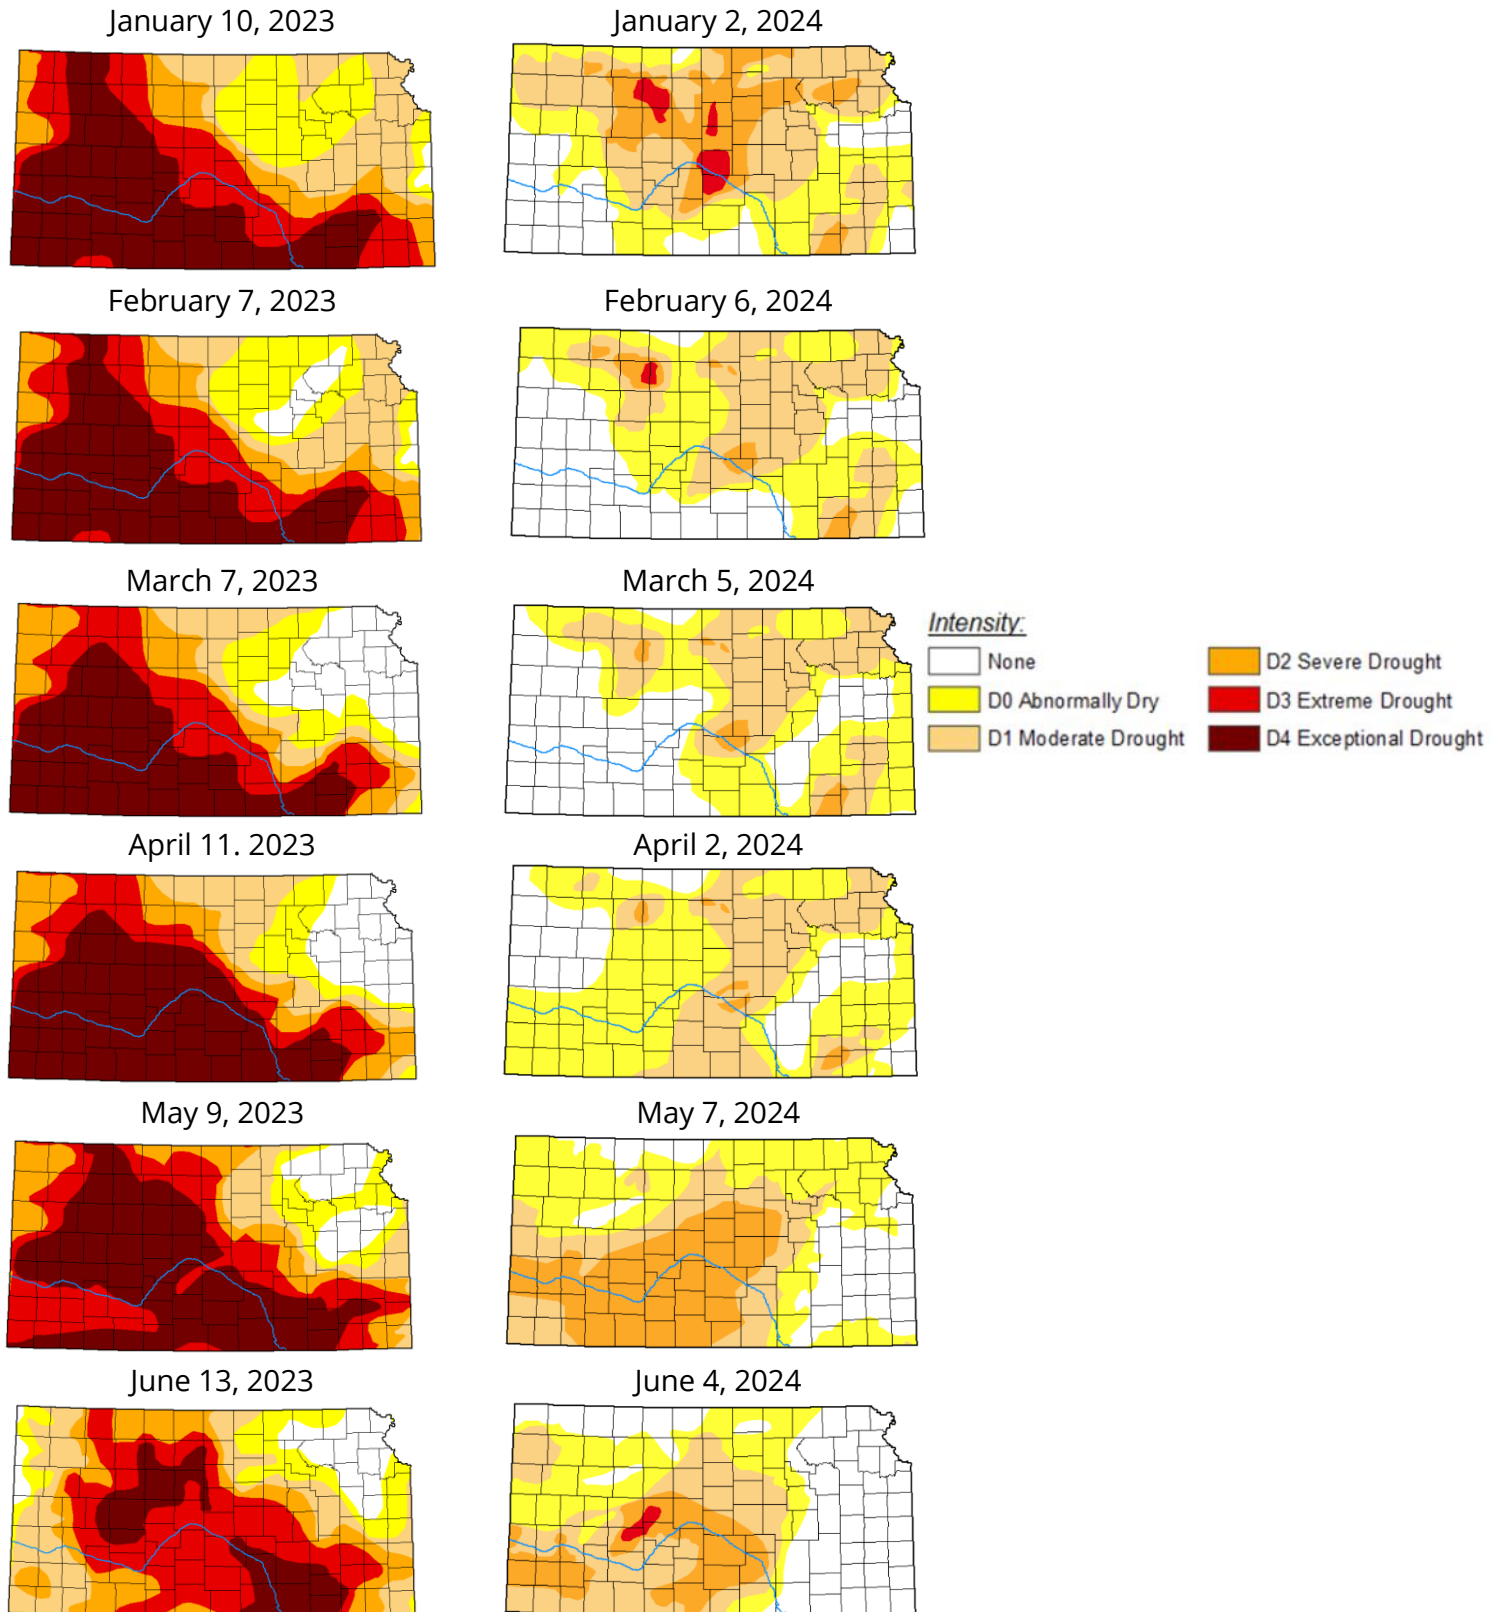 January 10, 2023
January 2, 2024
February 7, 2023
February 6, 2024
March 7, 2023
March 5, 2024
Intensity:
None
D0 Abnormally Dry
D1 Moderate Drought
D2 Severe Drought
D3 Extreme Drought
D4 Exceptional Drought
April 11. 2023
April 2, 2024
May 9, 2023
May 7, 2024
June 13, 2023
June 4, 2024